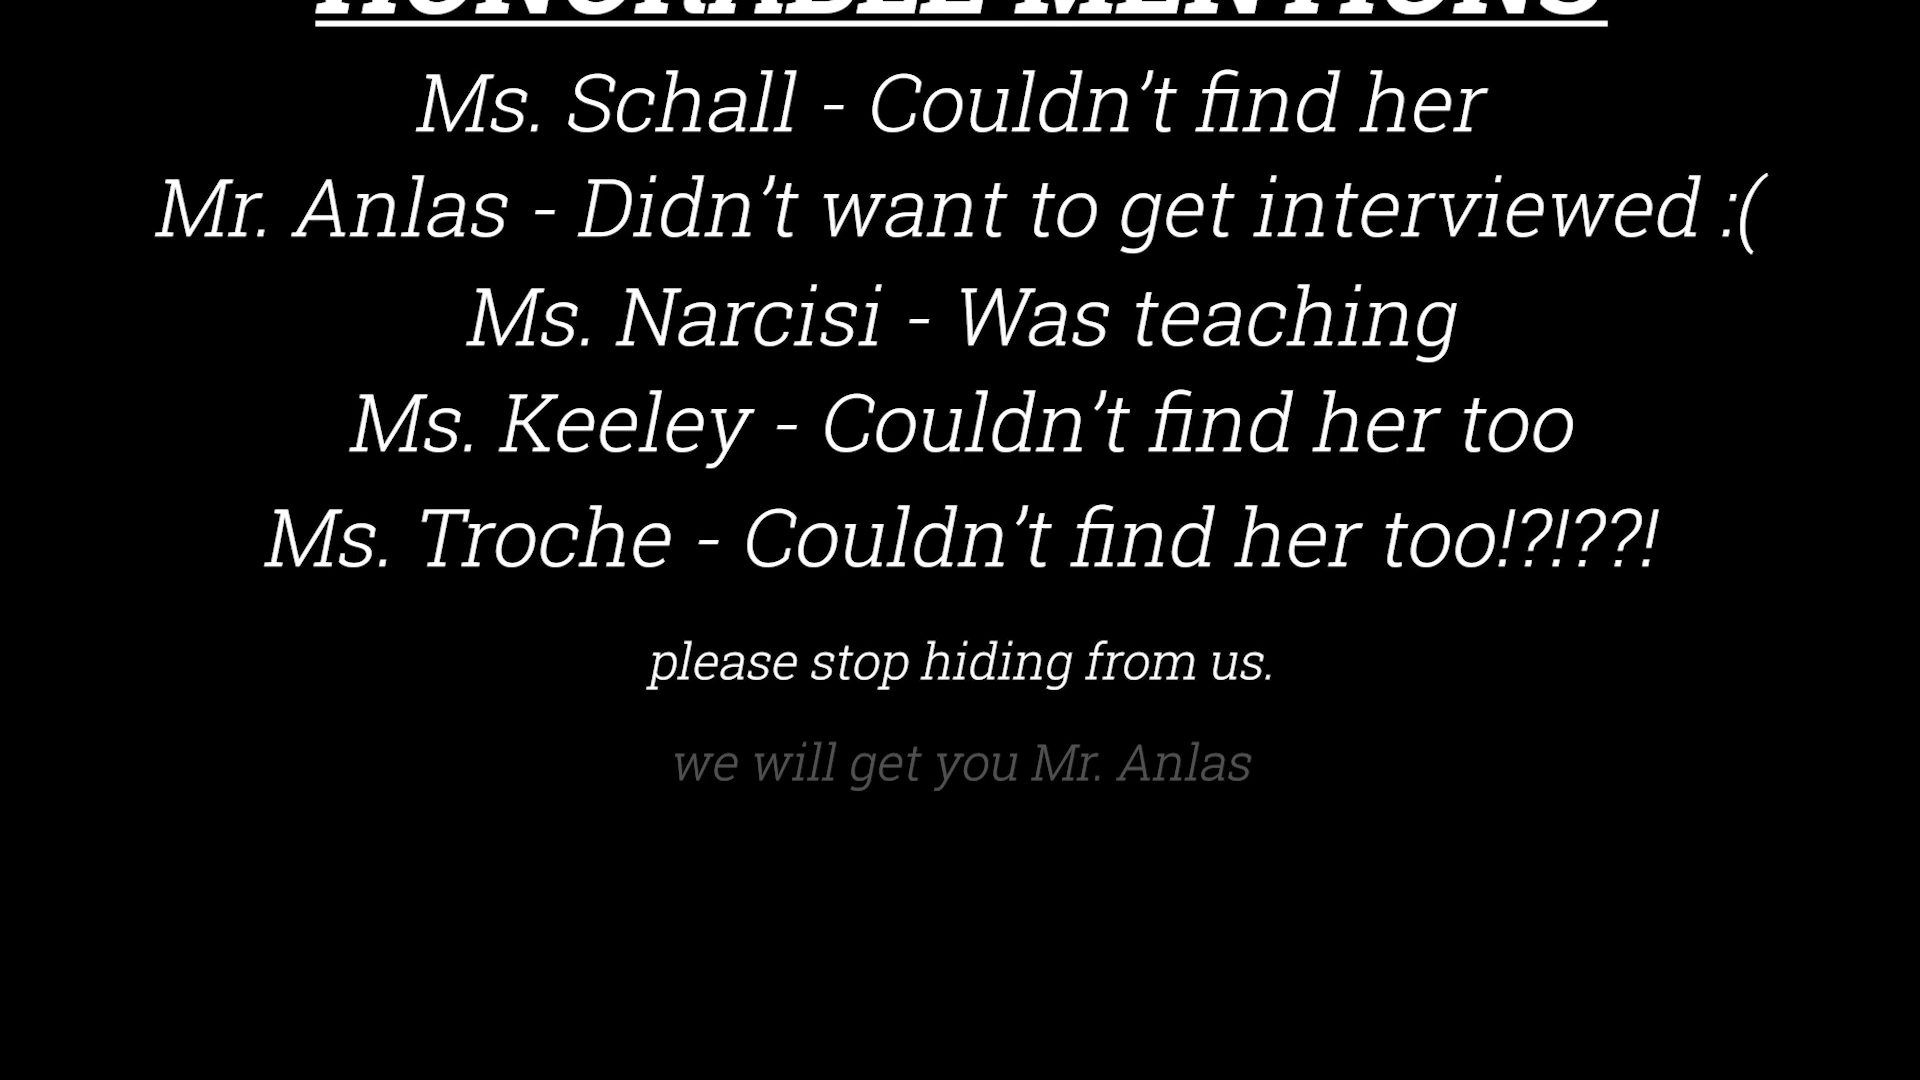 HONORABLE MENTIONS
Ms. Schall - Couldn’t find her
Mr. Anlas - Didn’t want to get interviewed :(
Ms. Narcisi - Was teaching
Ms. Keeley - Couldn’t find her too
Ms. Troche - Couldn’t find her too!?!??!
please stop hiding from us.
we will get you Mr. Anlas